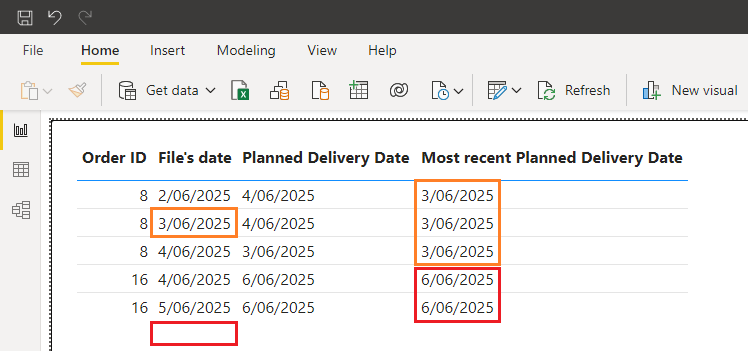 File Home Insert Modeling View Help
Get data Refresh New visual
Order ID File's date Planned Delivery Date Most recent Planned Delivery Date
8 2/06/2025 4/06/2025 3/06/2025
8 3/06/2025 4/06/2025 3/06/2025
8 4/06/2025 3/06/2025 3/06/2025
16 4/06/2025 6/06/2025 6/06/2025
16 5/06/2025 6/06/2025 6/06/2025